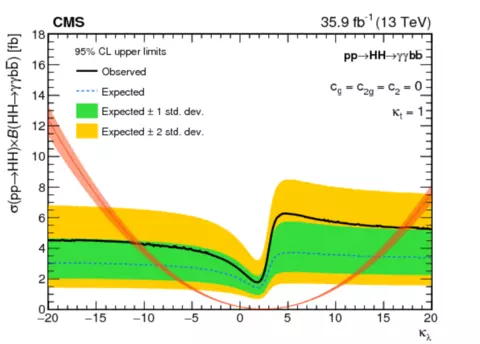 CMS 35.9 fb⁻¹ (13 TeV)
95% CL upper limits
Observed
Expected
Expected ± 1 std. dev.
Expected ± 2 std. dev.
pp→HH→γγbb
c_g = c_2g = c_2 = 0
κ_t = 1
σ(pp→HH)×B(HH→γγbb̄) [fb]
18
16
14
12
10
8
6
4
2
0
−20 −15 −10 −5 0 5 10 15 20
κ_λ